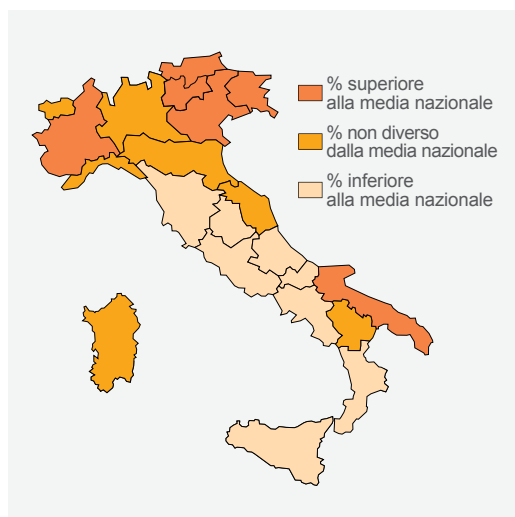 % superiore
alla media nazionale
% non diverso
dalla media nazionale
% inferiore
alla media nazionale